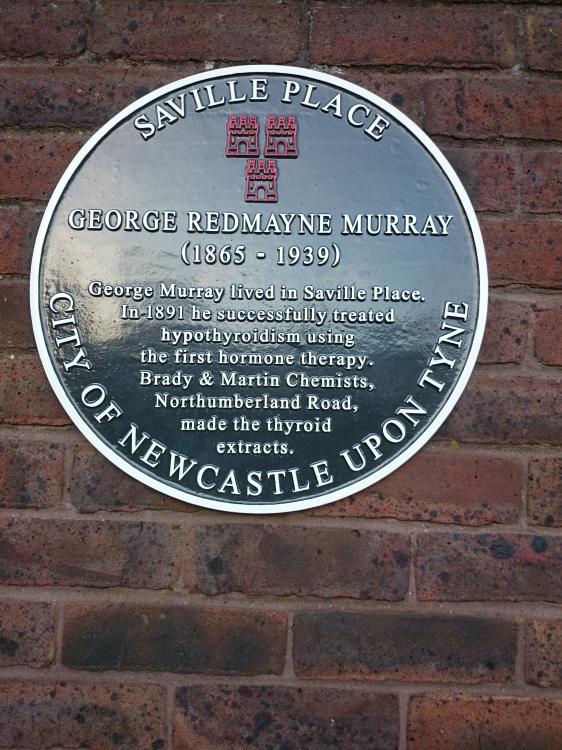 SAVILLE PLACE
GEORGE REDMAYNE MURRAY
(1865 - 1939)
George Murray lived in Saville Place.
In 1891 he successfully treated
hypothyroidism using
the first hormone therapy.
Brady & Martin Chemists,
Northumberland Road,
made the thyroid
extracts.
CITY OF NEWCASTLE UPON TYNE